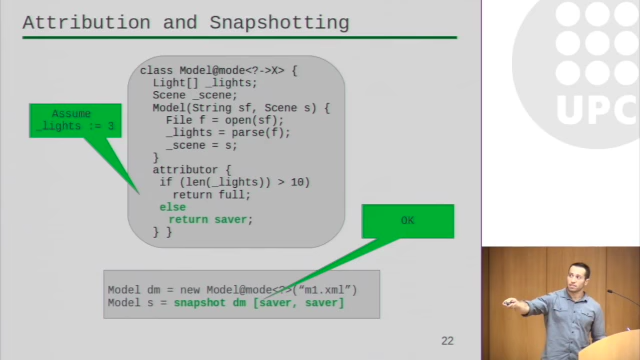 Attribution and Snapshotting
class Model@mode<?->X> {
Light[] _lights;
Scene _scene;
Model(String sf, Scene s) {
File f = open(sf);
_lights = parse(f);
_scene = s;
}
attributor {
if (len(_lights)) > 10)
return full;
else
return saver;
} }
Assume
_lights := 3
OK
Model dm = new Model@mode<?>(“m1.xml”)
Model s = snapshot dm [saver, saver]
22
UPC